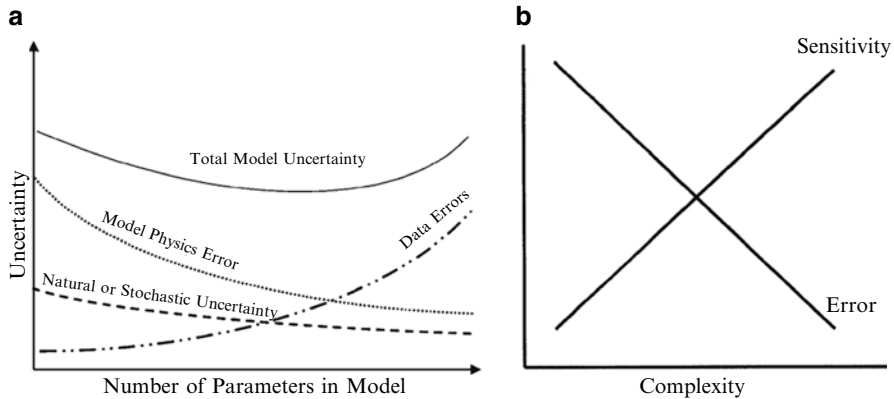 a
Uncertainty
Total Model Uncertainty
Model Physics Error
Data Errors
Natural or Stochastic Uncertainty
Number of Parameters in Model
b
Sensitivity
Error
Complexity